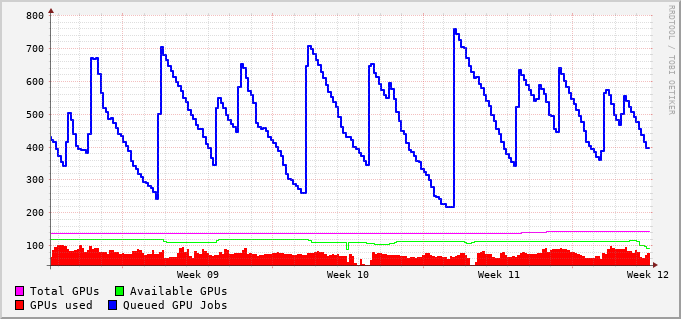 800
700
600
500
400
300
200
100
Week 09 Week 10 Week 11 Week 12
Total GPUs Available GPUs
GPUs used Queued GPU Jobs
RRDTOOL / TOBI OETIKER